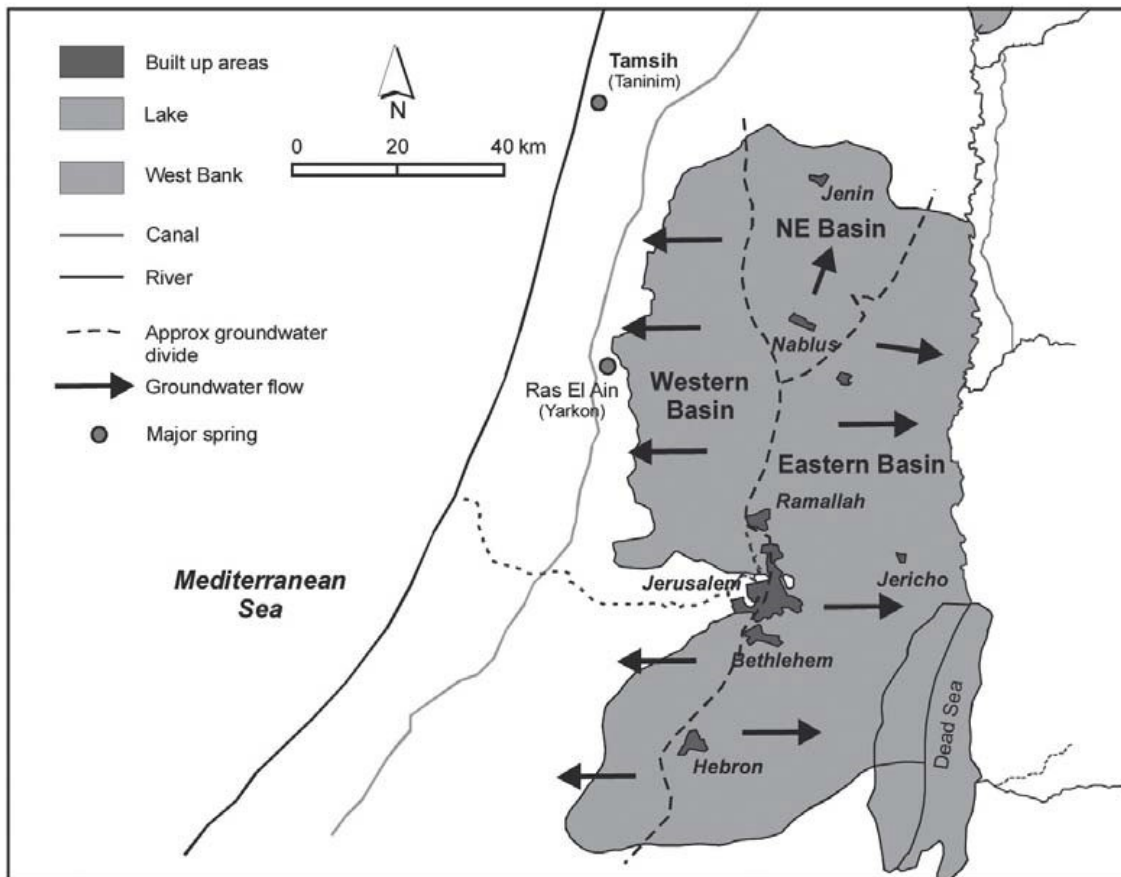 Built up areas
Lake
West Bank
Canal
River
Approx groundwater
divide
Groundwater flow
Major spring
N
0 20 40 km
Tamsih
(Taninim)
Jenin
NE Basin
Nablus
Ras El Ain
(Yarkon)
Western
Basin
Eastern Basin
Ramallah
Mediterranean
Sea
Jerusalem
Jericho
Bethlehem
Hebron
Dead Sea